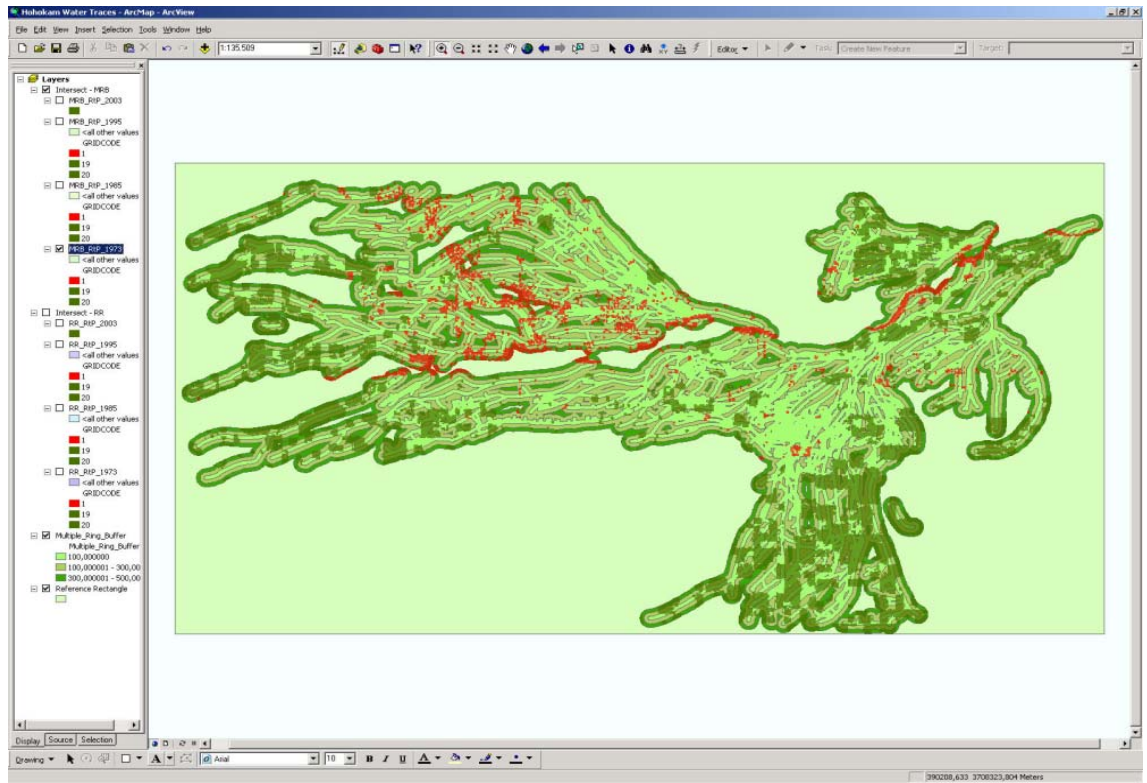 Hohokam Water Traces - ArcMap - ArcView
File Edit View Insert Selection Tools Window Help
1:135.509
Editor
Task: Create New Feature
Target:
Layers
Intersect - MRB
MRB_RtP_2003
MRB_RtP_1995
<all other values
GRIDCODE
1
19
20
MRB_RtP_1985
<all other values
GRIDCODE
1
19
20
MRB_RtP_1973
<all other values
GRIDCODE
1
19
20
Intersect - RR
RR_RtP_2003
RR_RtP_1995
<all other values
GRIDCODE
1
19
20
RR_RtP_1985
<all other values
GRIDCODE
1
19
20
RR_RtP_1973
<all other values
GRIDCODE
1
19
20
Multiple_Ring_Buffer
Multiple_Ring_Buffer
100,000000
100,000001 - 300,00
300,000001 - 500,00
Reference Rectangle
Display Source Selection
Drawing A Arial 10 B I U A
390208,633 3708323,804 Meters